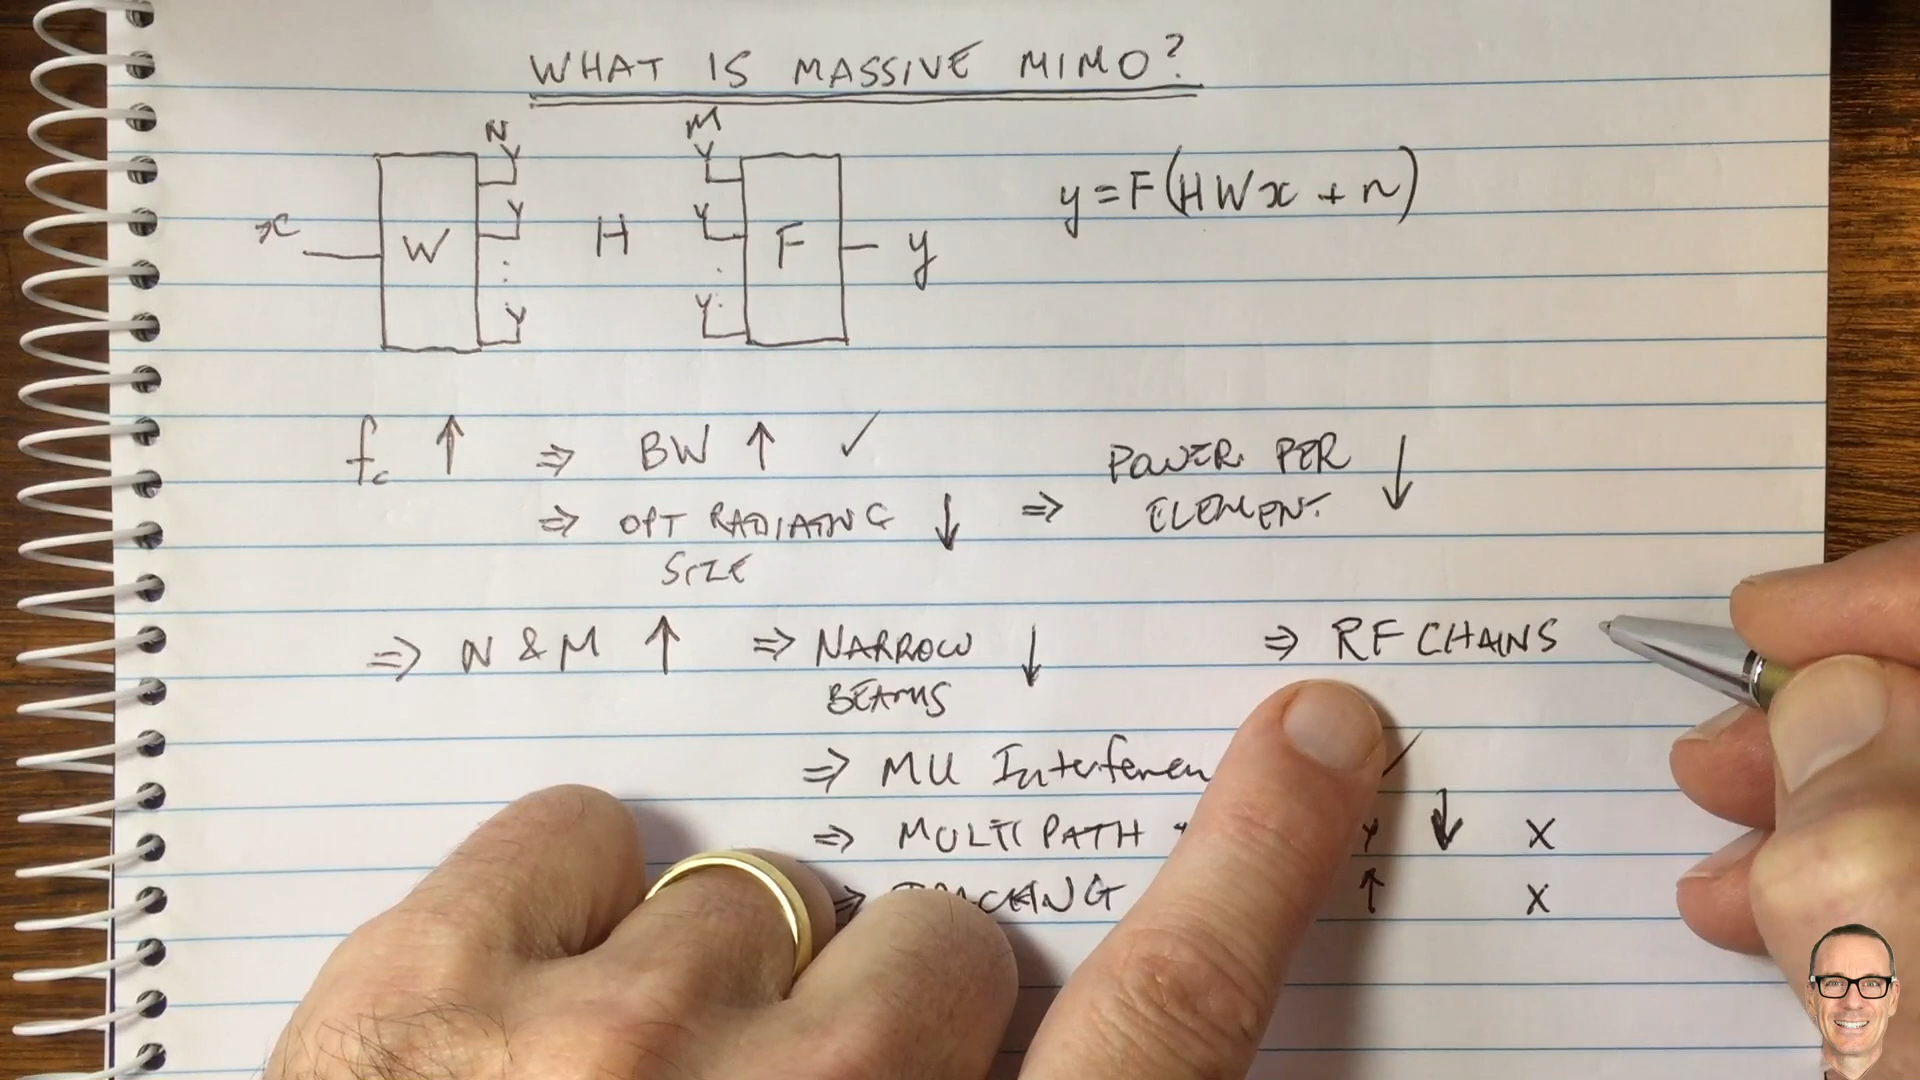 WHAT IS MASSIVE MIMO?
N M
x W H F y y = F(HWx + n)
fc ↑ ⇒ BW ↑ ✓ POWER PER
⇒ OPT RADIATING ↓ ⇒ ELEMENT ↓
SIZE
⇒ N & M ↑ ⇒ NARROW ↓ ⇒ RF CHAINS
BEAMS
⇒ MU Interferen
⇒ MULTIPATH ↓ X
⇒ ↑ X